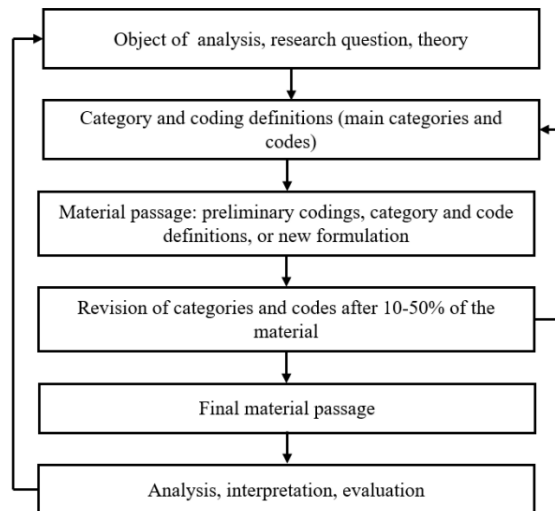 Object of analysis, research question, theory
Category and coding definitions (main categories and
codes)
Material passage: preliminary codings, category and code
definitions, or new formulation
Revision of categories and codes after 10-50% of the
material
Final material passage
Analysis, interpretation, evaluation